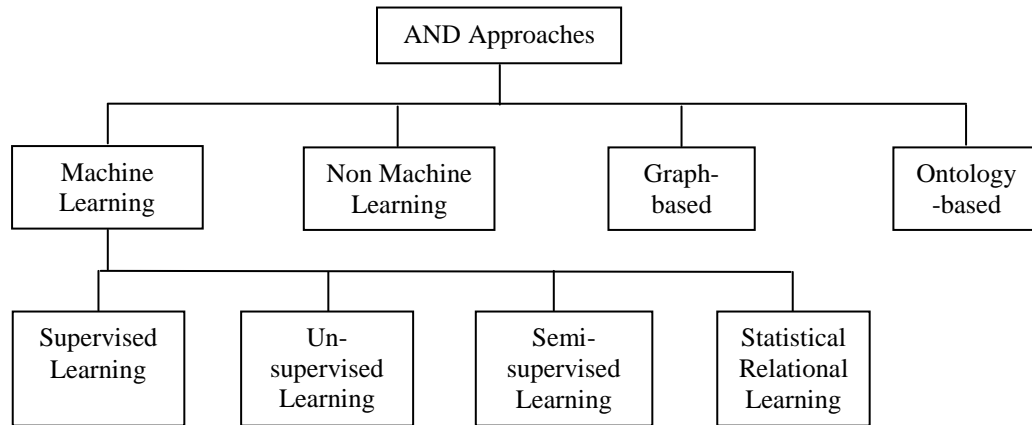 AND Approaches
Machine
Learning
Non Machine
Learning
Graph-
based
Ontology
-based
Supervised
Learning
Un-
supervised
Learning
Semi-
supervised
Learning
Statistical
Relational
Learning